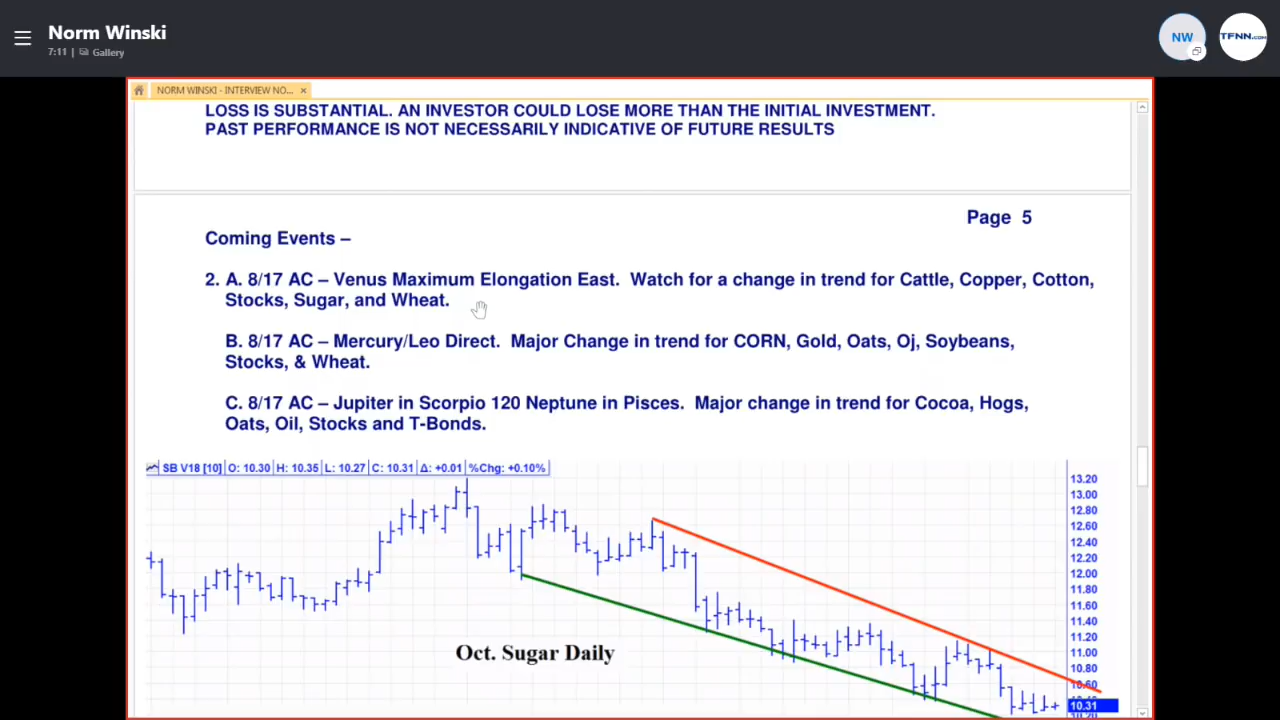 Norm Winski
7:11 | Gallery
NW
TFNN.COM
NORM WINSKI - INTERVIEW NO...
LOSS IS SUBSTANTIAL. AN INVESTOR COULD LOSE MORE THAN THE INITIAL INVESTMENT.
PAST PERFORMANCE IS NOT NECESSARILY INDICATIVE OF FUTURE RESULTS
Page 5
Coming Events –
2. A. 8/17 AC – Venus Maximum Elongation East. Watch for a change in trend for Cattle, Copper, Cotton,
Stocks, Sugar, and Wheat.
B. 8/17 AC – Mercury/Leo Direct. Major Change in trend for CORN, Gold, Oats, Oj, Soybeans,
Stocks, & Wheat.
C. 8/17 AC – Jupiter in Scorpio 120 Neptune in Pisces. Major change in trend for Cocoa, Hogs,
Oats, Oil, Stocks and T-Bonds.
SB V18 [10] O: 10.30 H: 10.35 L: 10.27 C: 10.31 Δ: +0.01 %Chg: +0.10%
13.20
13.00
12.80
12.60
12.40
12.20
12.00
11.80
11.60
11.40
11.20
11.00
10.80
10.60
10.31
Oct. Sugar Daily